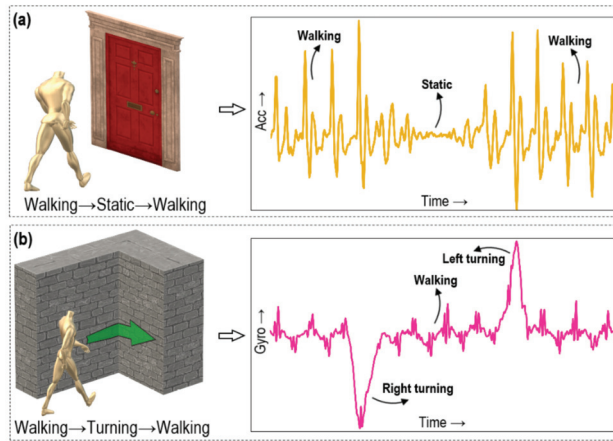 (a)
Walking
Walking
Static
Acc →
Time →
Walking→Static→Walking
(b)
Left turning
Walking
Gyro →
Right turning
Time →
Walking→Turning→Walking